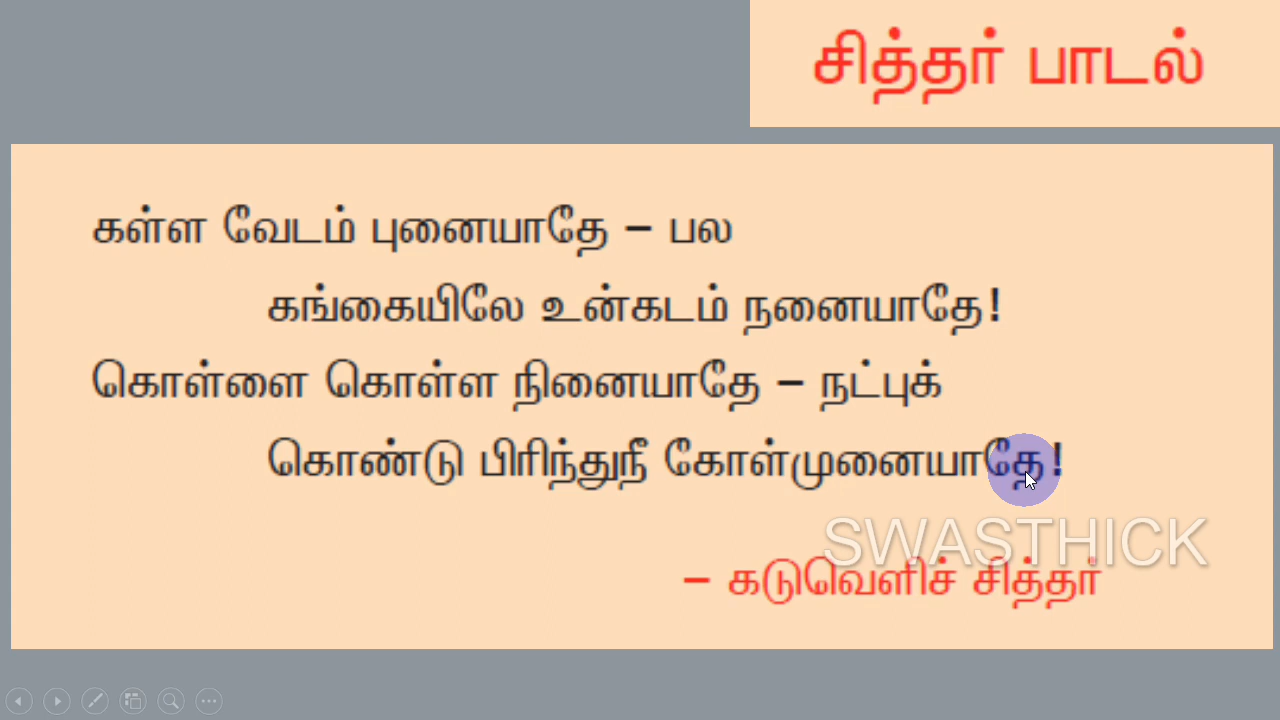 சித்தர் பாடல்
கள்ள வேடம் புனையாதே – பல
கங்கையிலே உன்கடம் நனையாதே!
கொள்ளை கொள்ள நினையாதே – நட்புக்
கொண்டு பிரிந்துநீ கோள்முனையாதே!
SWASTHICK
– கடுவெளிச் சித்தர்